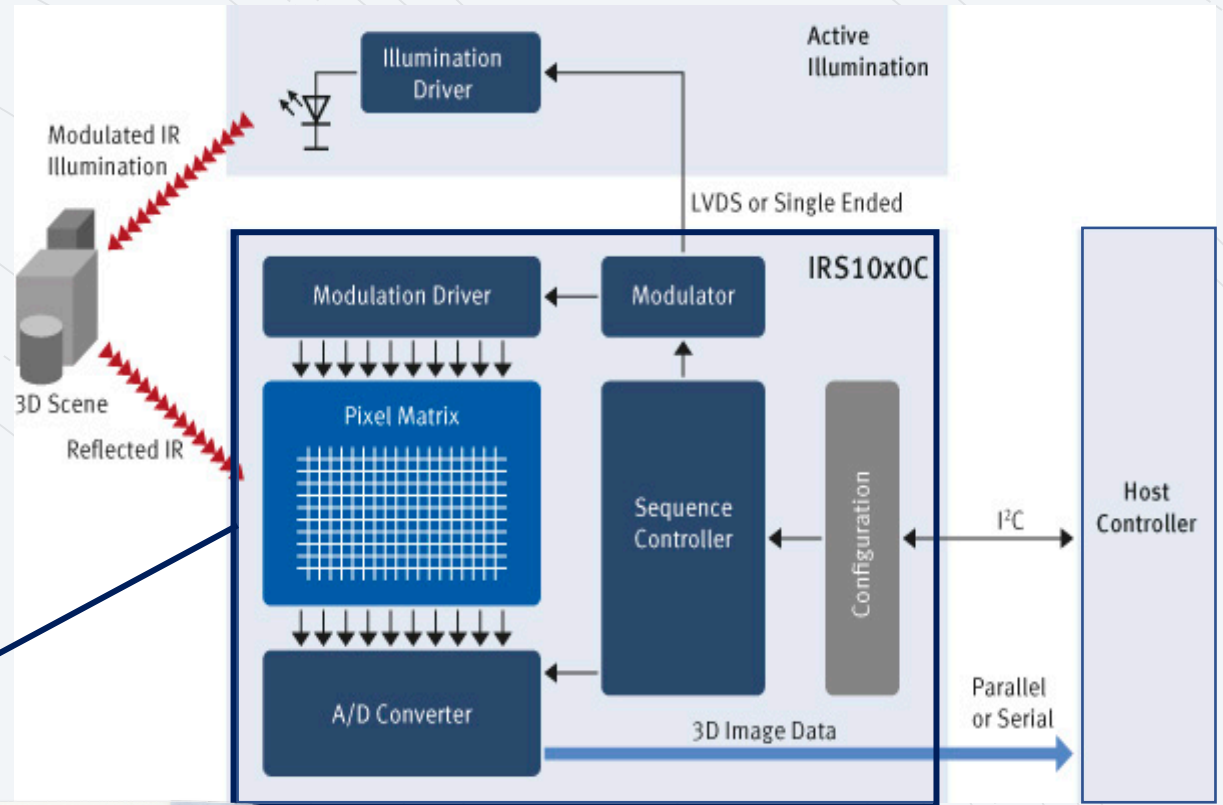 Active
Illumination
Illumination
Driver
Modulated IR
Illumination
LVDS or Single Ended
IRS10x0C
Modulation Driver
Modulator
3D Scene
Reflected IR
Pixel Matrix
Sequence
Controller
Configuration
I²C
Host
Controller
A/D Converter
3D Image Data
Parallel
or Serial